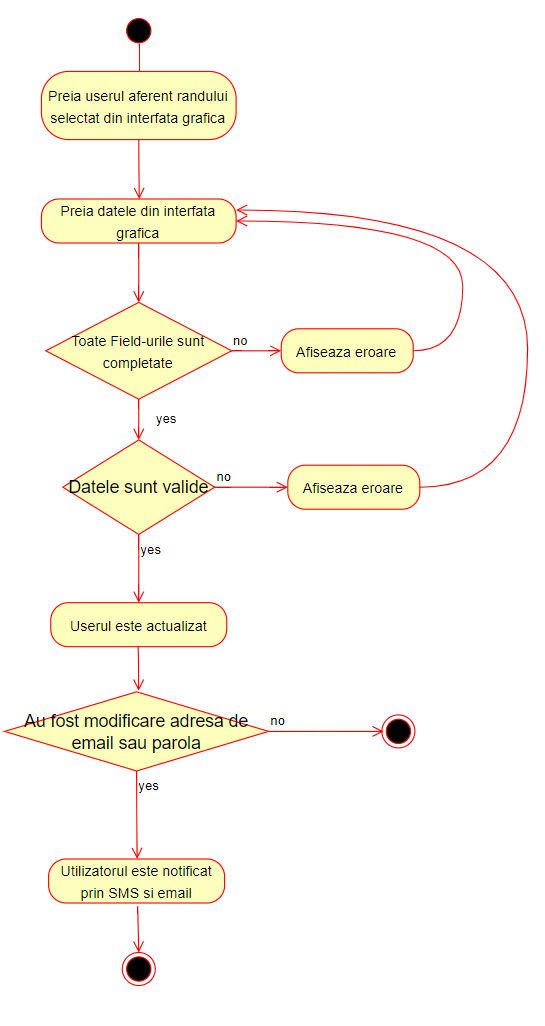 Preia userul aferent randului
selectat din interfata grafica
Preia datele din interfata
grafica
Toate Field-urile sunt
completate
no
Afiseaza eroare
yes
Datele sunt valide
no
Afiseaza eroare
yes
Userul este actualizat
Au fost modificare adresa de
email sau parola
no
yes
Utilizatorul este notificat
prin SMS si email